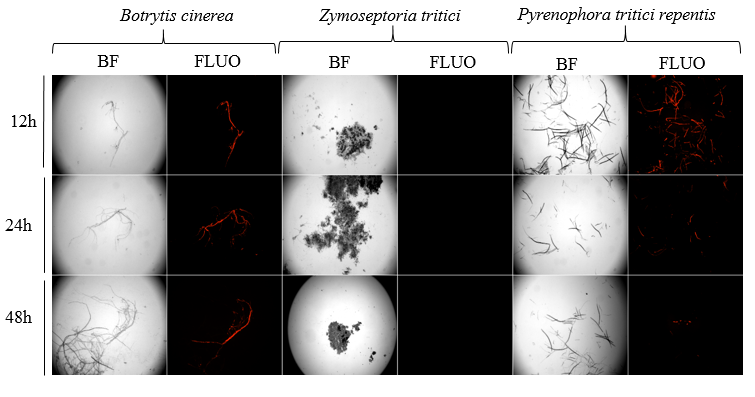 Botrytis cinerea Zymoseptoria tritici Pyrenophora tritici repentis
BF FLUO BF FLUO BF FLUO
12h
24h
48h